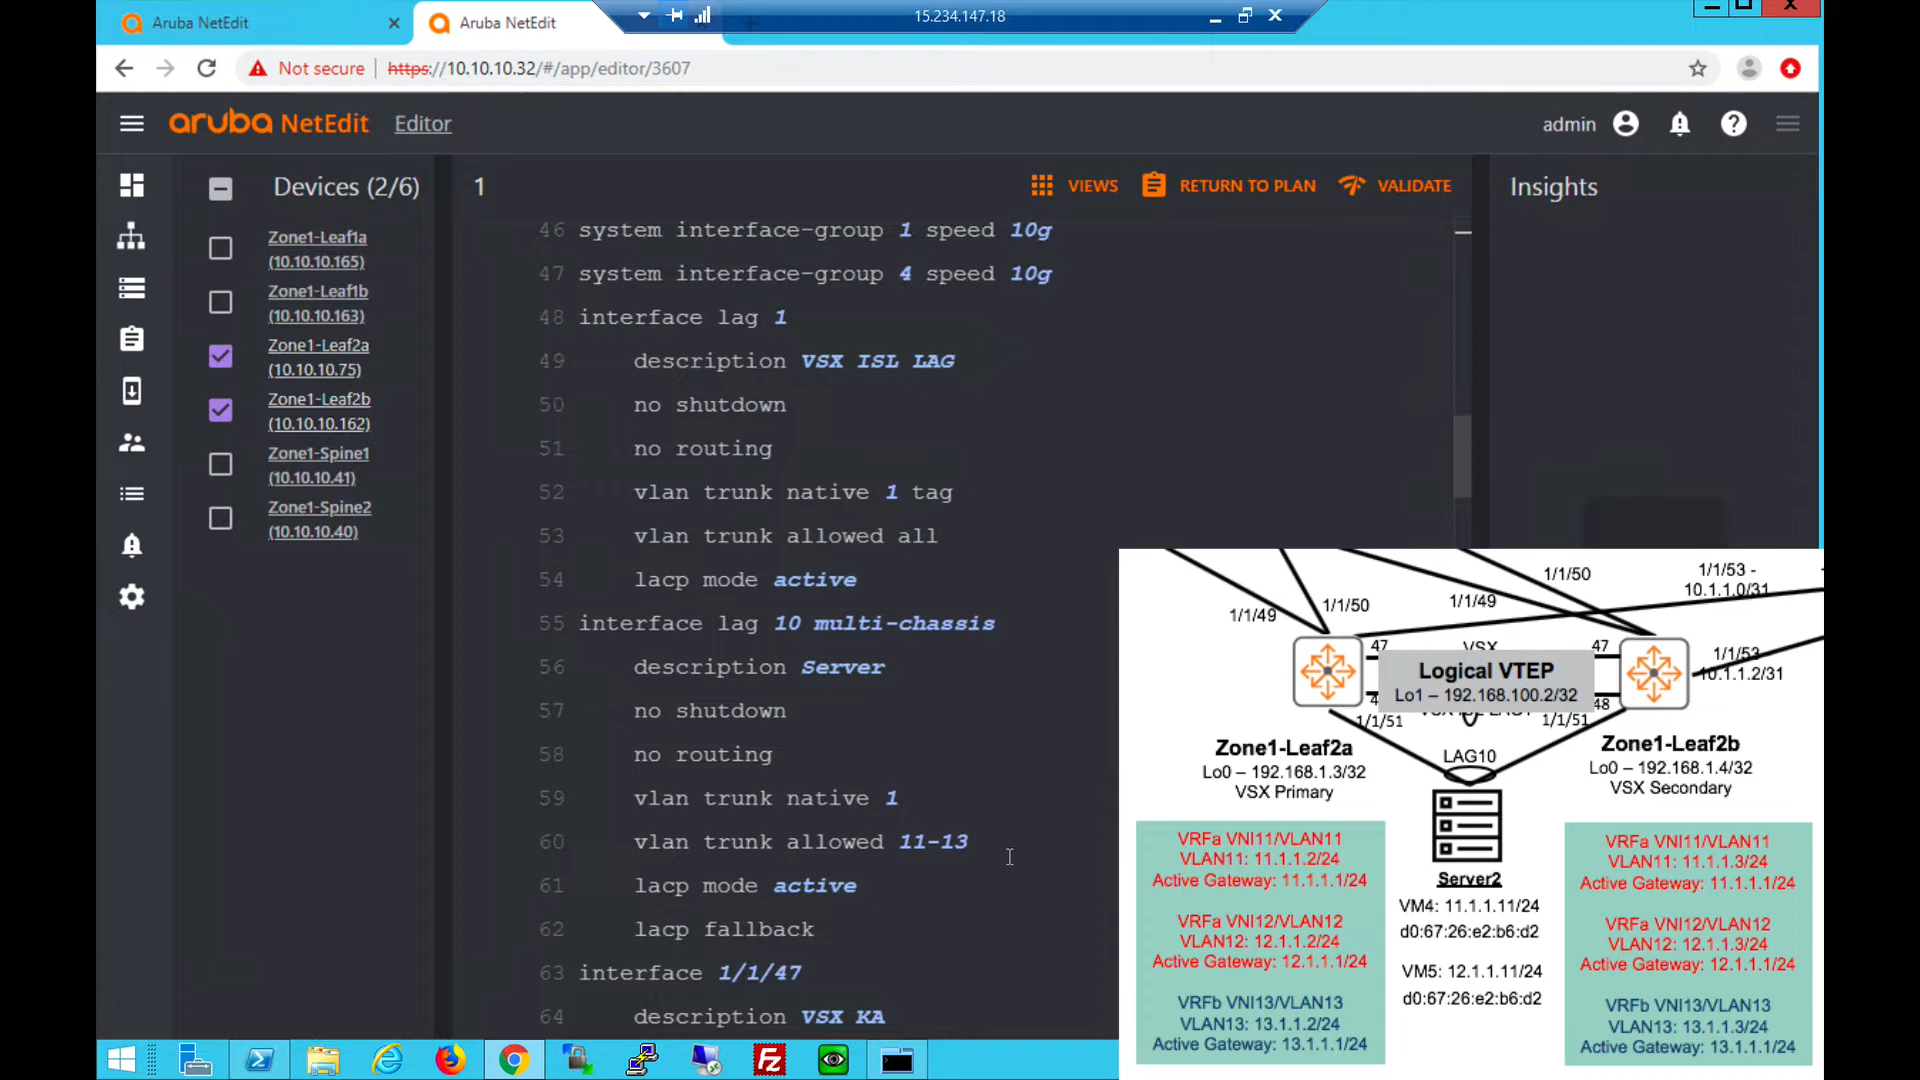 Aruba NetEdit
Aruba NetEdit
15.234.147.18
Not secure
https://10.10.10.32/#/app/editor/3607
aruba NetEdit
Editor
admin
Devices (2/6)
Zone1-Leaf1a
(10.10.10.165)
Zone1-Leaf1b
(10.10.10.163)
Zone1-Leaf2a
(10.10.10.75)
Zone1-Leaf2b
(10.10.10.162)
Zone1-Spine1
(10.10.10.41)
Zone1-Spine2
(10.10.10.40)
1
VIEWS
RETURN TO PLAN
VALIDATE
Insights
46 system interface-group 1 speed 10g
47 system interface-group 4 speed 10g
48 interface lag 1
49 description VSX ISL LAG
50 no shutdown
51 no routing
52 vlan trunk native 1 tag
53 vlan trunk allowed all
54 lacp mode active
55 interface lag 10 multi-chassis
56 description Server
57 no shutdown
58 no routing
59 vlan trunk native 1
60 vlan trunk allowed 11-13
61 lacp mode active
62 lacp fallback
63 interface 1/1/47
64 description VSX KA
1/1/49
1/1/50
1/1/49
1/1/50
1/1/53 -
10.1.1.0/31
47
VSX
47
Logical VTEP
Lo1 – 192.168.100.2/32
1/1/53
10.1.1.2/31
48
1/1/51
1/1/51
Zone1-Leaf2a
Lo0 – 192.168.1.3/32
VSX Primary
LAG10
Zone1-Leaf2b
Lo0 – 192.168.1.4/32
VSX Secondary
VRFa VNI11/VLAN11
VLAN11: 11.1.1.2/24
Active Gateway: 11.1.1.1/24
VRFa VNI12/VLAN12
VLAN12: 12.1.1.2/24
Active Gateway: 12.1.1.1/24
VRFb VNI13/VLAN13
VLAN13: 13.1.1.2/24
Active Gateway: 13.1.1.1/24
Server2
VM4: 11.1.1.11/24
d0:67:26:e2:b6:d2
VM5: 12.1.1.11/24
d0:67:26:e2:b6:d2
VRFa VNI11/VLAN11
VLAN11: 11.1.1.3/24
Active Gateway: 11.1.1.1/24
VRFa VNI12/VLAN12
VLAN12: 12.1.1.3/24
Active Gateway: 12.1.1.1/24
VRFb VNI13/VLAN13
VLAN13: 13.1.1.3/24
Active Gateway: 13.1.1.1/24